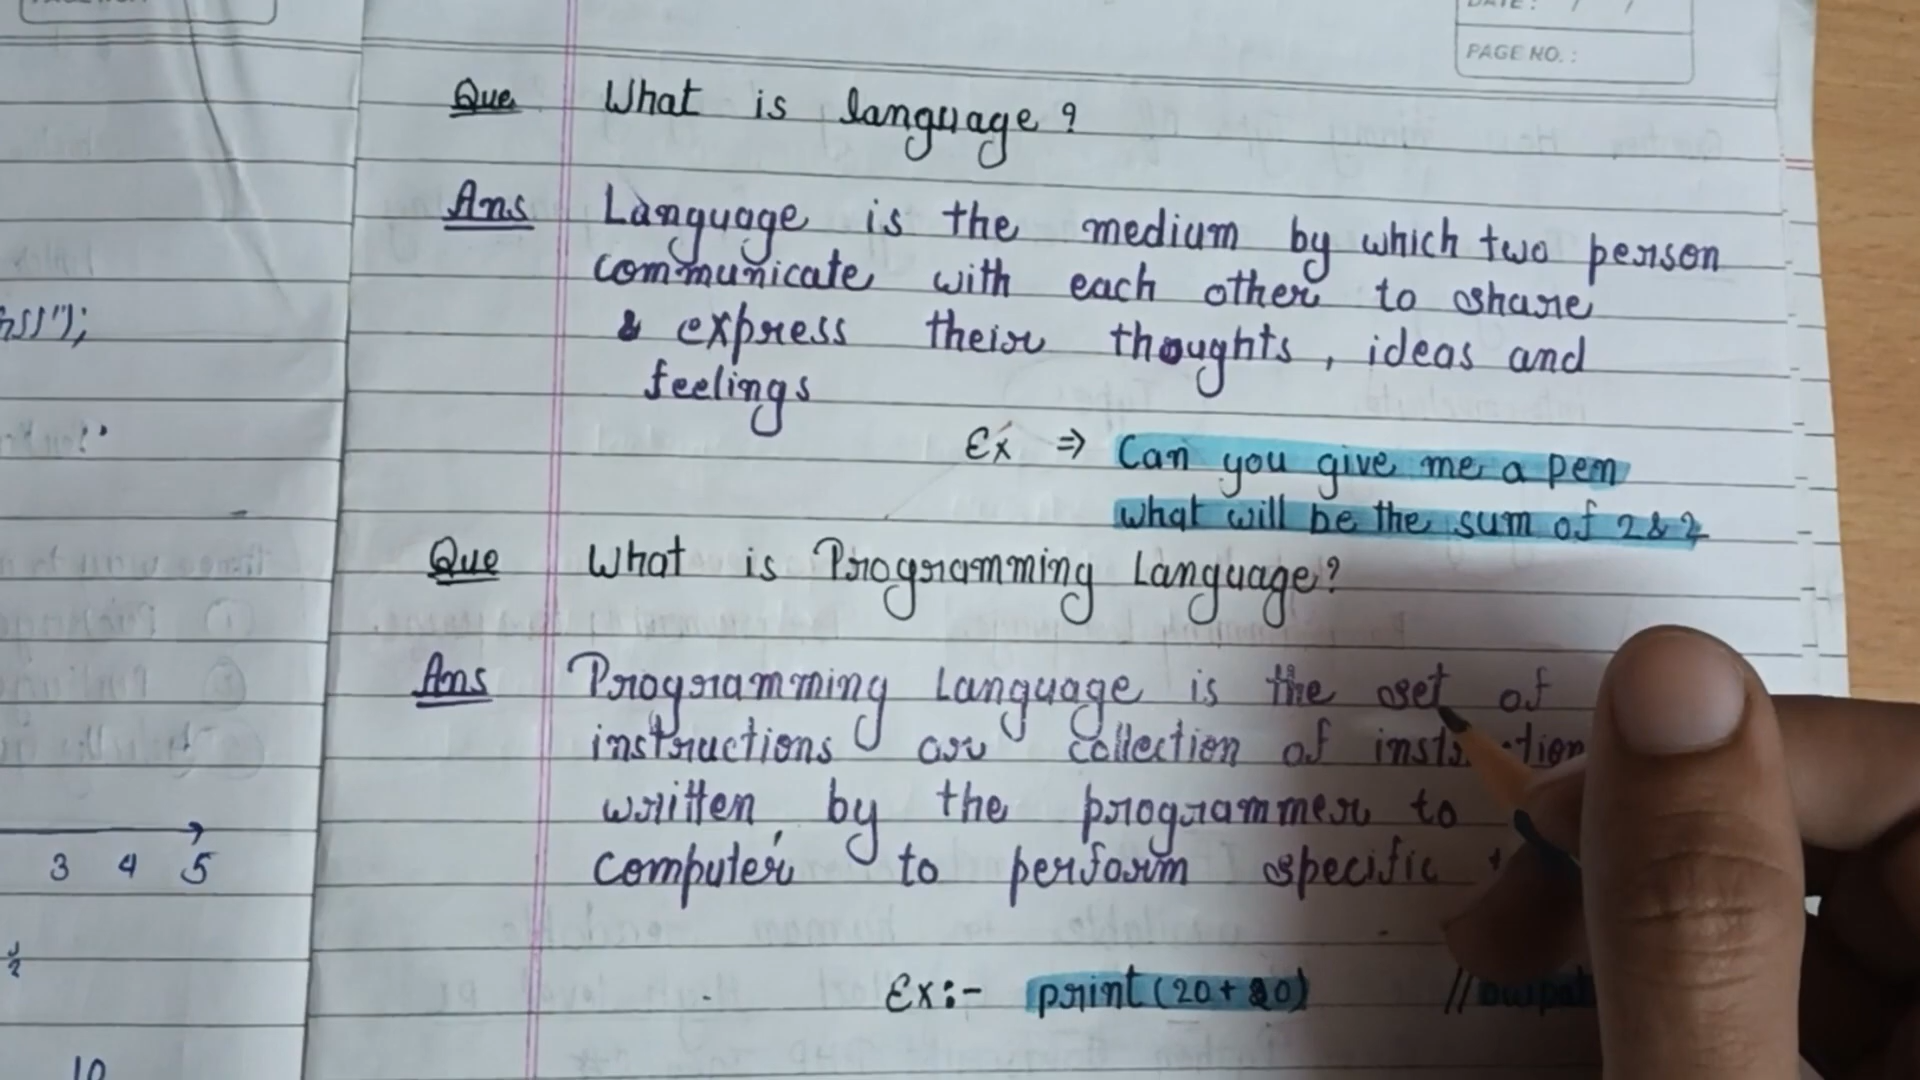 DATE: / /
PAGE NO. :
Que What is language?
Ans Language is the medium by which two person
communicate with each other to share
& express their thoughts, ideas and
feelings
Ex ⇒ Can you give me a pen
what will be the sum of 2 & 2
Que What is Programming Language?
Ans Programming Language is the set of
instructions or collection of instruction
written by the programmer to
computer to perform specific
Ex:- print(20+20) //
");
3 4 5
10